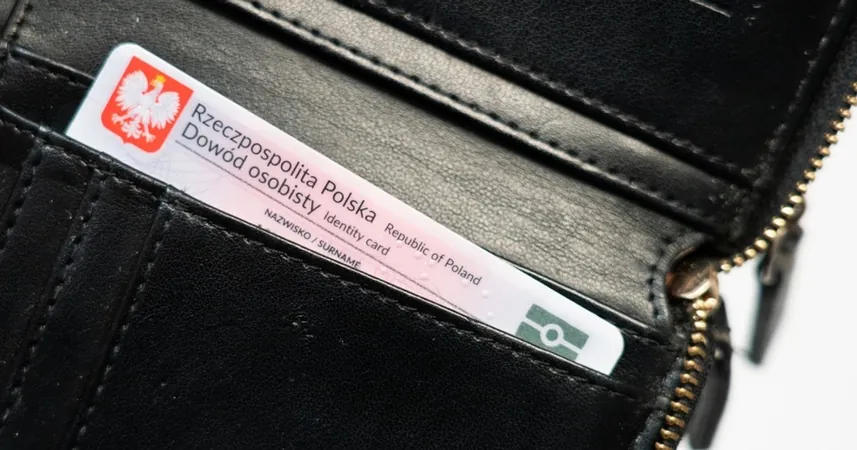 Rzeczpospolita Polska Republic of Poland
Dowód osobisty Identity card
NAZWISKO / SURNAME